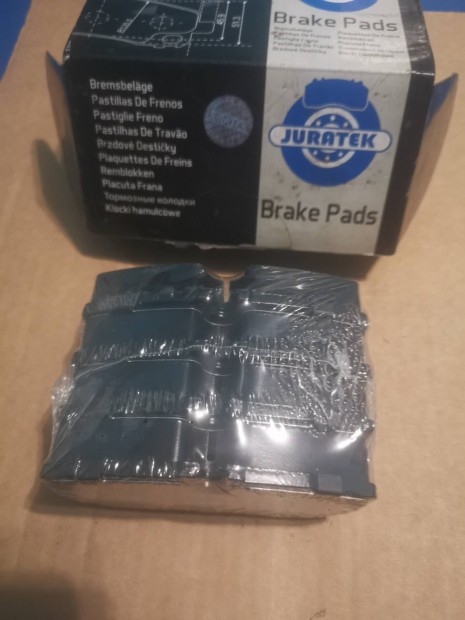 Brake Pads
Bremsbeläge
Pastillas De Frenos
Pastiglie Freno
Pastilhas De Travão
Brzdové Destičky
Plaquettes De Freins
Remblokken
Placuta Frana
Тормозные колодки
Klocki hamulcowe
JURATEK
Brake Pads